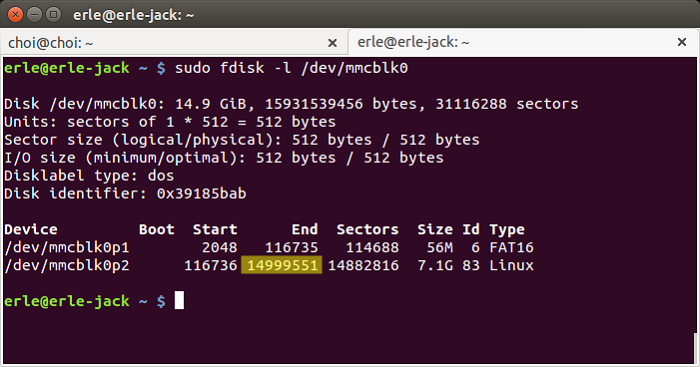 erle@erle-jack: ~
choi@choi: ~ erle@erle-jack: ~
erle@erle-jack ~ $ sudo fdisk -l /dev/mmcblk0
Disk /dev/mmcblk0: 14.9 GiB, 15931539456 bytes, 31116288 sectors
Units: sectors of 1 * 512 = 512 bytes
Sector size (logical/physical): 512 bytes / 512 bytes
I/O size (minimum/optimal): 512 bytes / 512 bytes
Disklabel type: dos
Disk identifier: 0x39185bab
Device Boot Start End Sectors Size Id Type
/dev/mmcblk0p1 2048 116735 114688 56M 6 FAT16
/dev/mmcblk0p2 116736 14999551 14882816 7.1G 83 Linux
erle@erle-jack ~ $